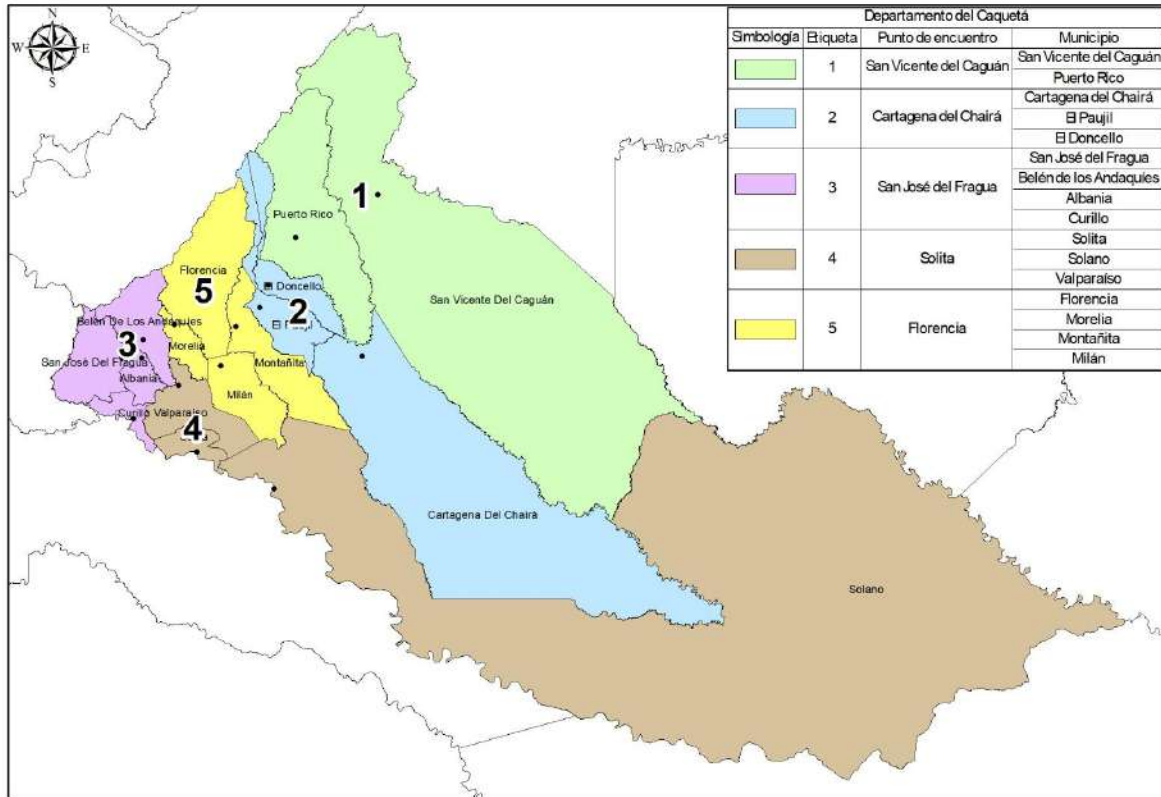 N
W E
S
Departamento del Caquetá
Simbología Etiqueta Punto de encuentro Municipio
1 San Vicente Del Caguán San Vicente del Caguán
Puerto Rico
2 Cartagena del Chairá Cartagena del Chairá
El Paujil
El Doncello
3 San José del Fragua San José del Fragua
Belén de los Andaquíes
Albania
Curillo
4 Solita Solita
Solano
Valparaíso
5 Florencia Florencia
Morelia
Montañita
Milán
1
Puerto Rico
Florencia
5
El Doncello
San Vicente Del Caguán
2
Belén De Los Andaquíes
3
Morelia
San José Del Fragua
Montañita
Albania
Milán
Curillo Valparaíso
4
Cartagena Del Chairá
Solano